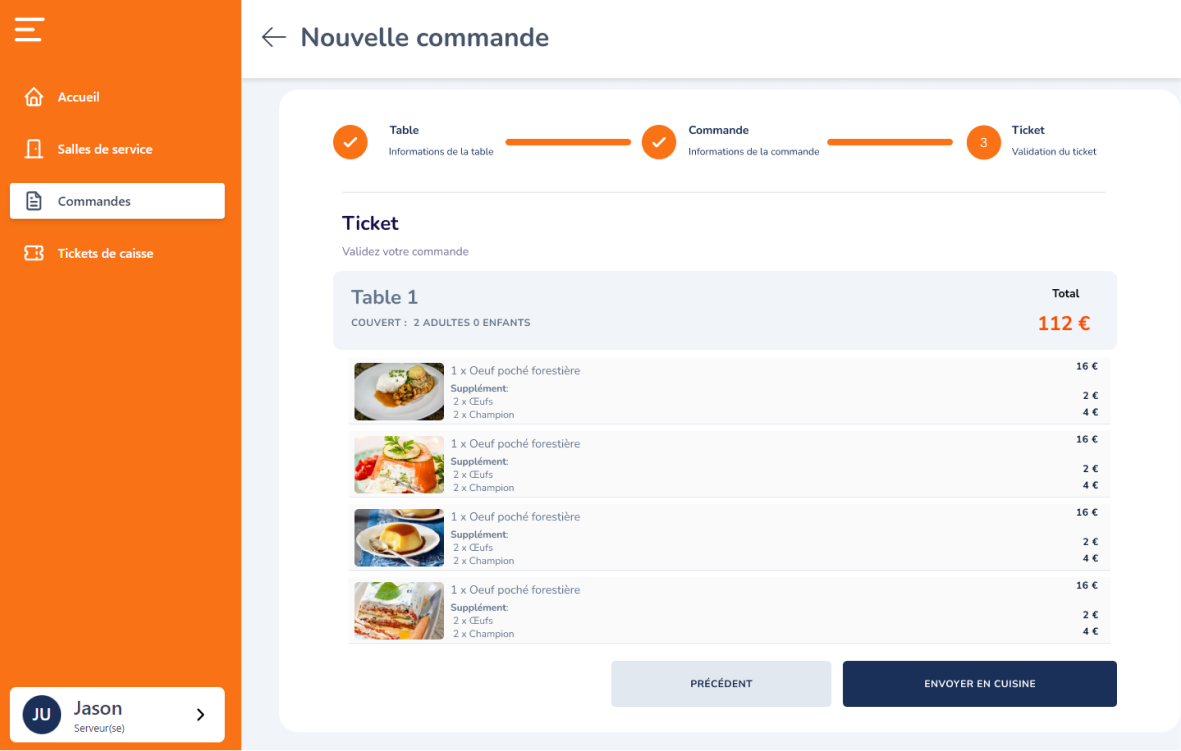 Nouvelle commande
Accueil
Salles de service
Commandes
Tickets de caisse
Table
Informations de la table
Commande
Informations de la commande
3
Ticket
Validation du ticket
Ticket
Validez votre commande
Table 1
COUVERT : 2 ADULTES 0 ENFANTS
Total
112 €
1 x Oeuf poché forestière 16 €
Supplément:
2 x Œufs 2 €
2 x Champion 4 €
1 x Oeuf poché forestière 16 €
Supplément:
2 x Œufs 2 €
2 x Champion 4 €
1 x Oeuf poché forestière 16 €
Supplément:
2 x Œufs 2 €
2 x Champion 4 €
1 x Oeuf poché forestière 16 €
Supplément:
2 x Œufs 2 €
2 x Champion 4 €
PRÉCÉDENT
ENVOYER EN CUISINE
JU
Jason
Serveur(se)